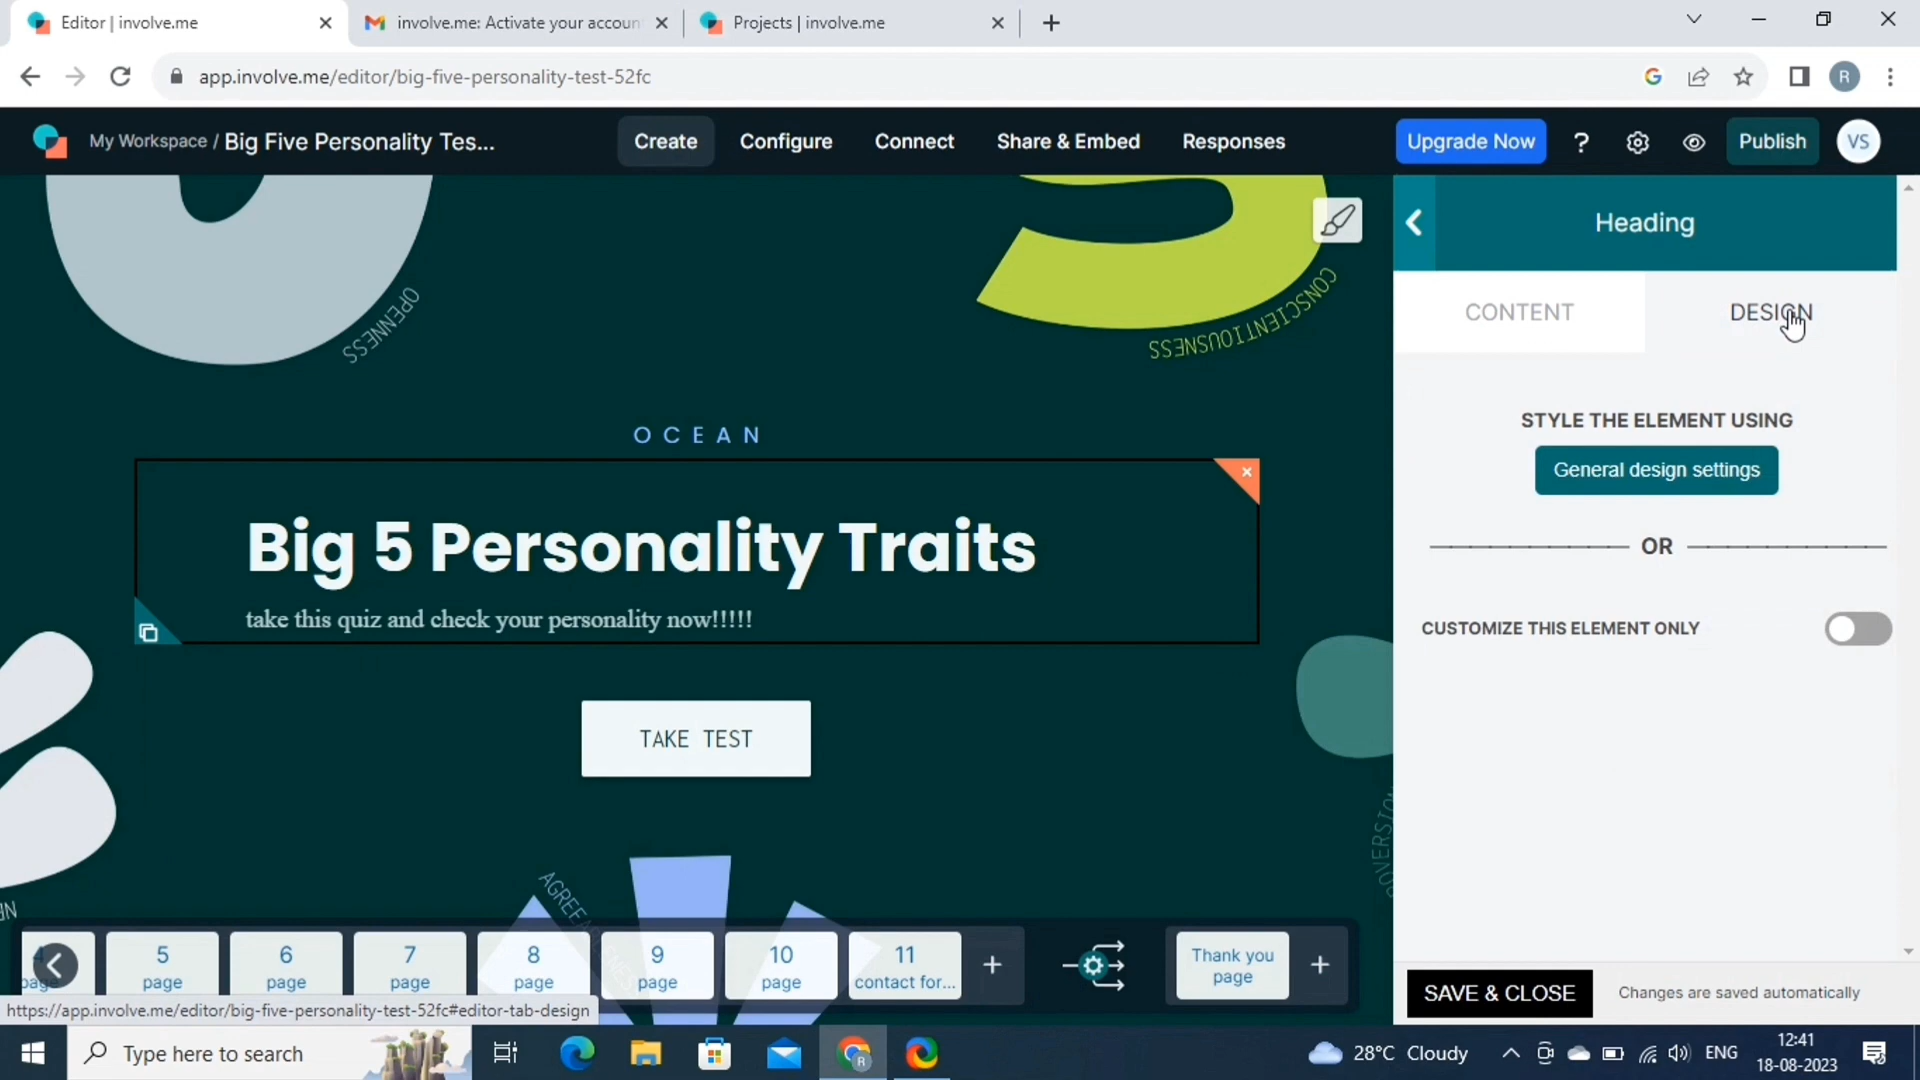 Editor | involve.me
involve.me: Activate your accoun
Projects | involve.me
app.involve.me/editor/big-five-personality-test-52fc
R
My Workspace / Big Five Personality Tes...
Create
Configure
Connect
Share & Embed
Responses
Upgrade Now
?
Publish
VS
Heading
CONTENT
DESIGN
STYLE THE ELEMENT USING
General design settings
OR
CUSTOMIZE THIS ELEMENT ONLY
OPENNESS
CONSCIENTIOUSNESS
OCEAN
Big 5 Personality Traits
take this quiz and check your personality now!!!!!
TAKE TEST
4
page
5
page
6
page
7
page
8
page
9
page
10
page
11
contact for...
+
Thank you
page
+
SAVE & CLOSE
Changes are saved automatically
https://app.involve.me/editor/big-five-personality-test-52fc#editor-tab-design
Type here to search
28°C Cloudy
ENG
12:41
18-08-2023